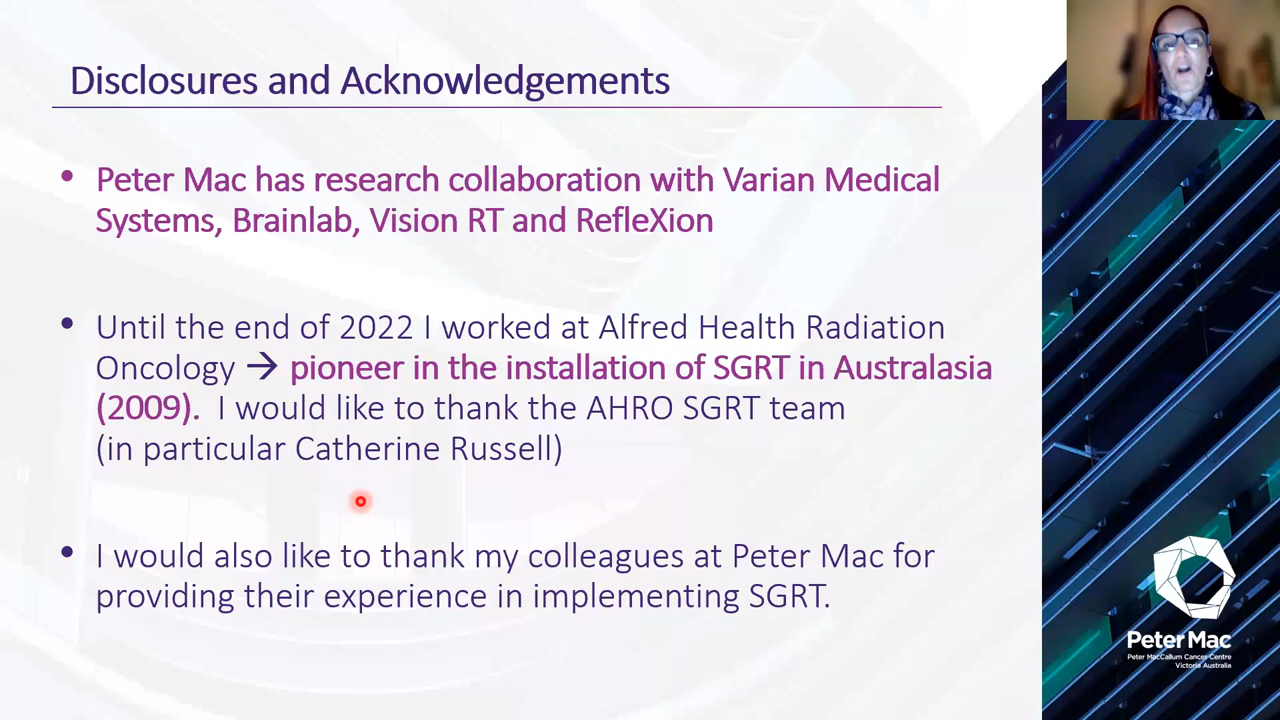 Disclosures and Acknowledgements
• Peter Mac has research collaboration with Varian Medical
Systems, Brainlab, Vision RT and RefleXion
• Until the end of 2022 I worked at Alfred Health Radiation
Oncology → pioneer in the installation of SGRT in Australasia
(2009). I would like to thank the AHRO SGRT team
(in particular Catherine Russell)
• I would also like to thank my colleagues at Peter Mac for
providing their experience in implementing SGRT.
Peter Mac
Peter MacCallum Cancer Centre
Victoria Australia